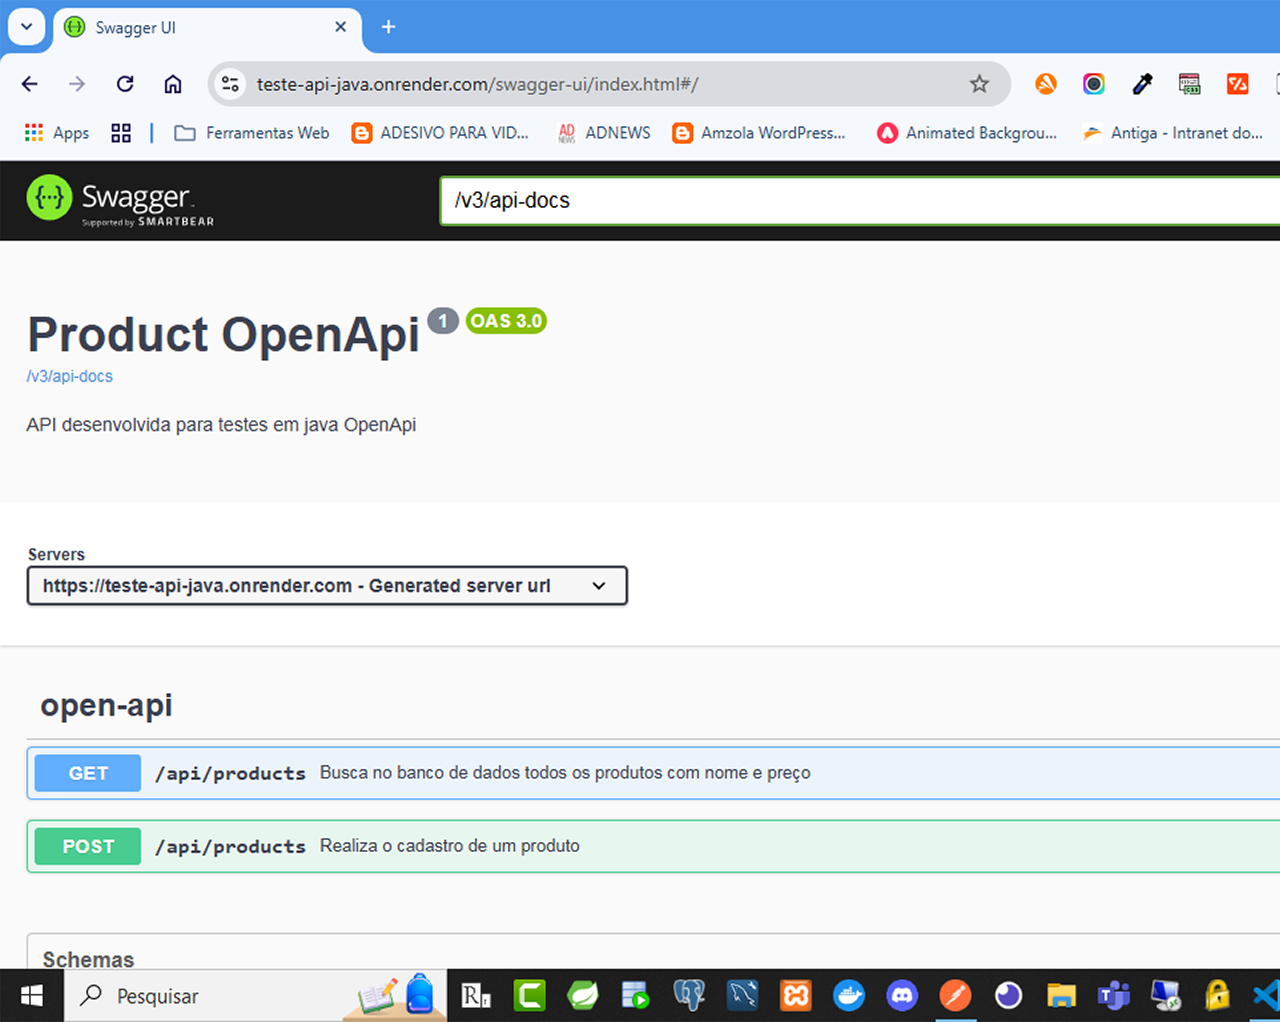 Swagger UI
teste-api-java.onrender.com/swagger-ui/index.html#/
Apps
Ferramentas Web
ADESIVO PARA VID...
AD NEWS
ADNEWS
Amzola WordPress...
Animated Backgrou...
Antiga - Intranet do...
Swagger
Supported by SMARTBEAR
/v3/api-docs
Product OpenApi 1 OAS 3.0
/v3/api-docs
API desenvolvida para testes em java OpenApi
Servers
https://teste-api-java.onrender.com - Generated server url
open-api
GET /api/products Busca no banco de dados todos os produtos com nome e preço
POST /api/products Realiza o cadastro de um produto
Schemas
Pesquisar